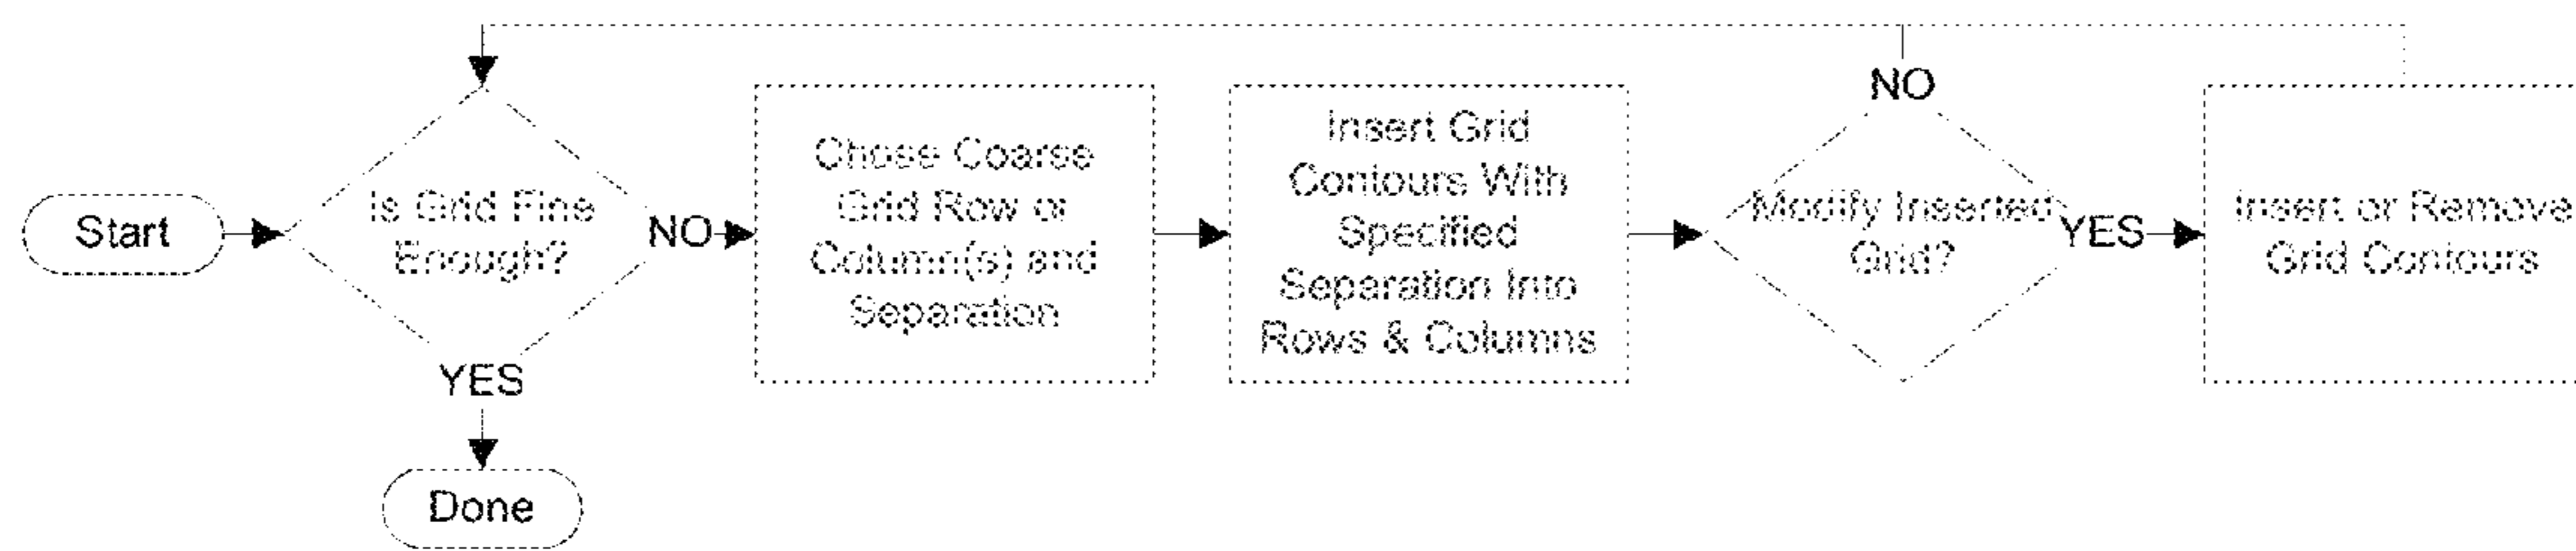 Start
Is Grid Fine
Enough?
NO
YES
Done
Chose Coarse
Grid Row or
Column(s) and
Separation
Insert Grid
Contours With
Specified
Separation Into
Rows & Columns
NO
Modify Inserted
Grid?
YES
Insert or Remove
Grid Contours